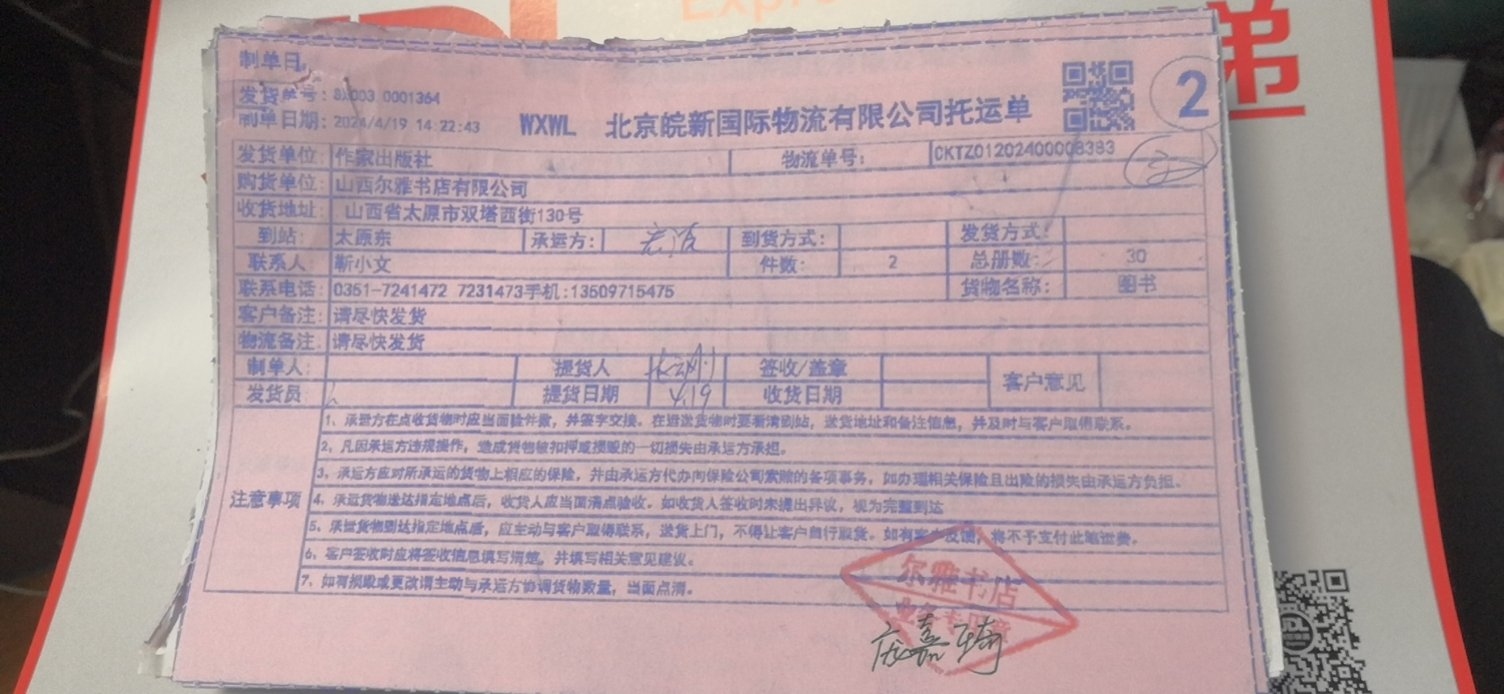 Expre
递
制单日
发货单号：BX003 0001364
制单日期：2024/4/19 14:22:43 WXWL 北京皖新国际物流有限公司托运单 2
发货单位：作家出版社 物流单号： CKTZ01202400008383
购货单位：山西尔雅书店有限公司
收货地址：山西省太原市双塔西街130号
到站：太原东 承运方： 到货方式： 发货方式：
联系人：靳小文 件数：2 总册数：30
联系电话：0351-7241472 7231473手机：13509715475 货物名称：图书
客户备注：请尽快发货
物流备注：请尽快发货
制单人： 提货人 签收/盖章 客户意见
发货员 提货日期 4.19 收货日期
注意事项
1、承运方在点收货物时应当面验件数，并签字交接。在运送货物时要看清到站，送货地址和备注信息，并及时与客户取得联系。
2、凡因承运方违规操作，造成货物被扣押或损毁的一切损失由承运方承担。
3、承运方应对所承运的货物上相应的保险，并由承运方代办向保险公司索赔的各项事务，如办理相关保险且出险的损失由承运方负担。
4、承运货物送达指定地点后，收货人应当面清点验收。如收货人签收时未提出异议，视为完整到达
5、承运货物到达指定地点后，应主动与客户取得联系，送货上门，不得让客户自行取货。如有客户反馈，将不予支付此笔运费。
6、客户签收时应将签收信息填写清楚，并填写相关意见建议。
7、如有损毁或更改请主动与承运方协调货物数量，当面点清。
尔雅书店
业务专用章
庞嘉琦